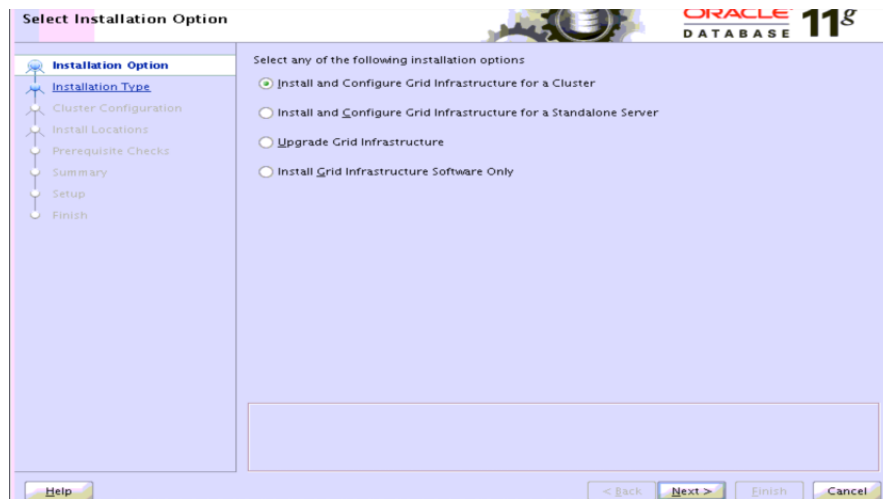 Select Installation Option
ORACLE
DATABASE 11g
Installation Option
Installation Type
Cluster Configuration
Install Locations
Prerequisite Checks
Summary
Setup
Finish
Select any of the following installation options
Install and Configure Grid Infrastructure for a Cluster
Install and Configure Grid Infrastructure for a Standalone Server
Upgrade Grid Infrastructure
Install Grid Infrastructure Software Only
Help
< Back
Next >
Finish
Cancel